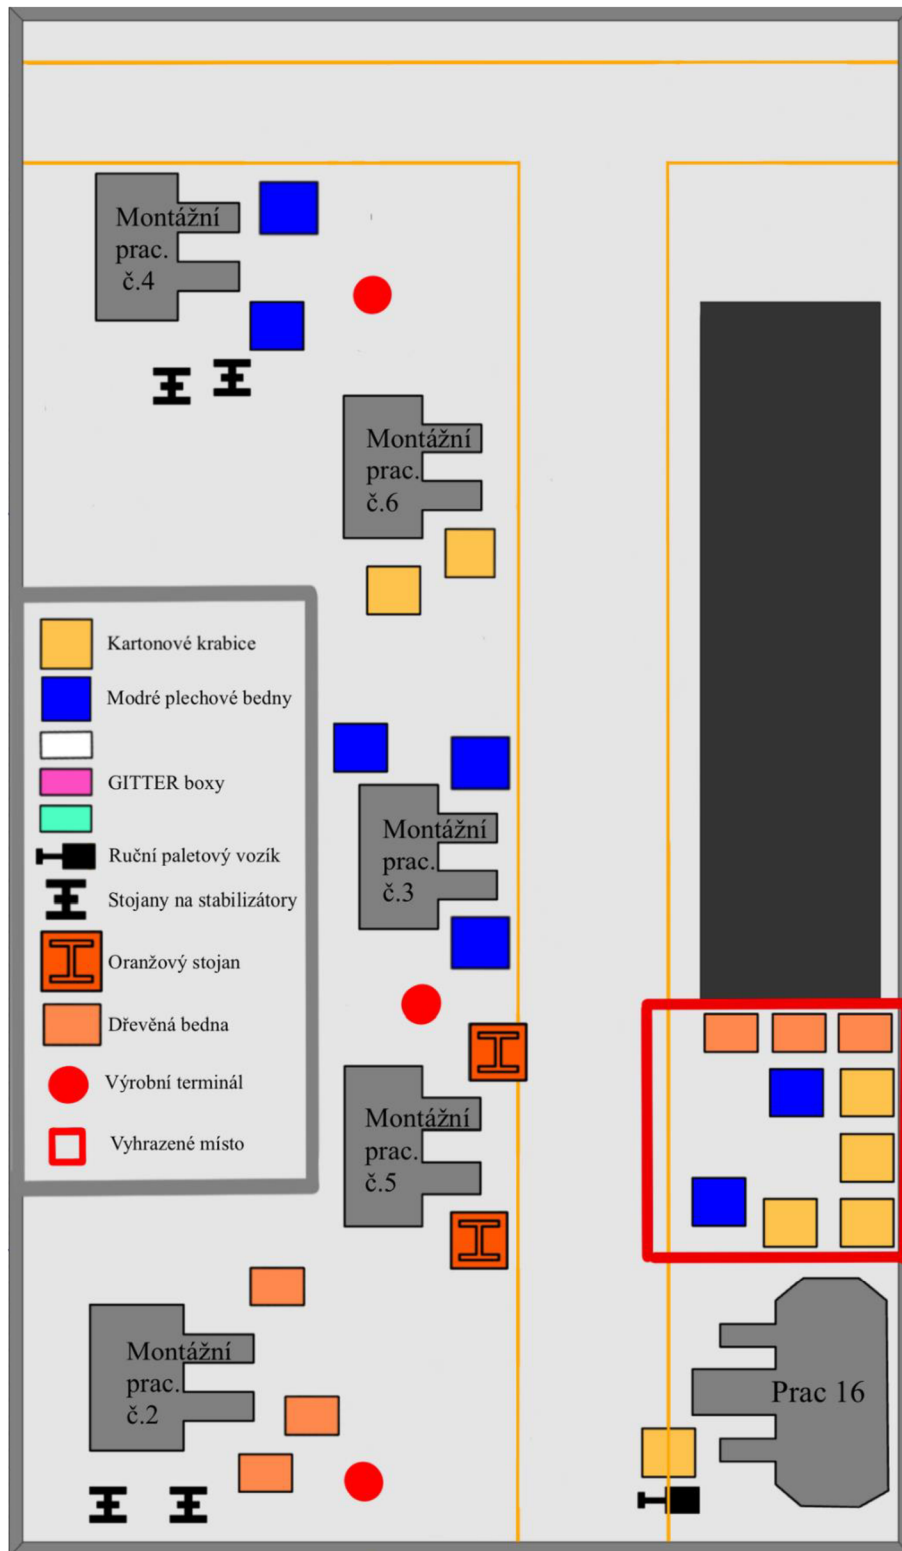 Montážní
prac.
č.4
Montážní
prac.
č.6
Kartonové krabice
Modré plechové bedny
GITTER boxy
Ruční paletový vozík
Stojany na stabilizátory
Oranžový stojan
Dřevěná bedna
Výrobní terminál
Vyhrazené místo
Montážní
prac.
č.3
Montážní
prac.
č.5
Montážní
prac.
č.2
Prac 16